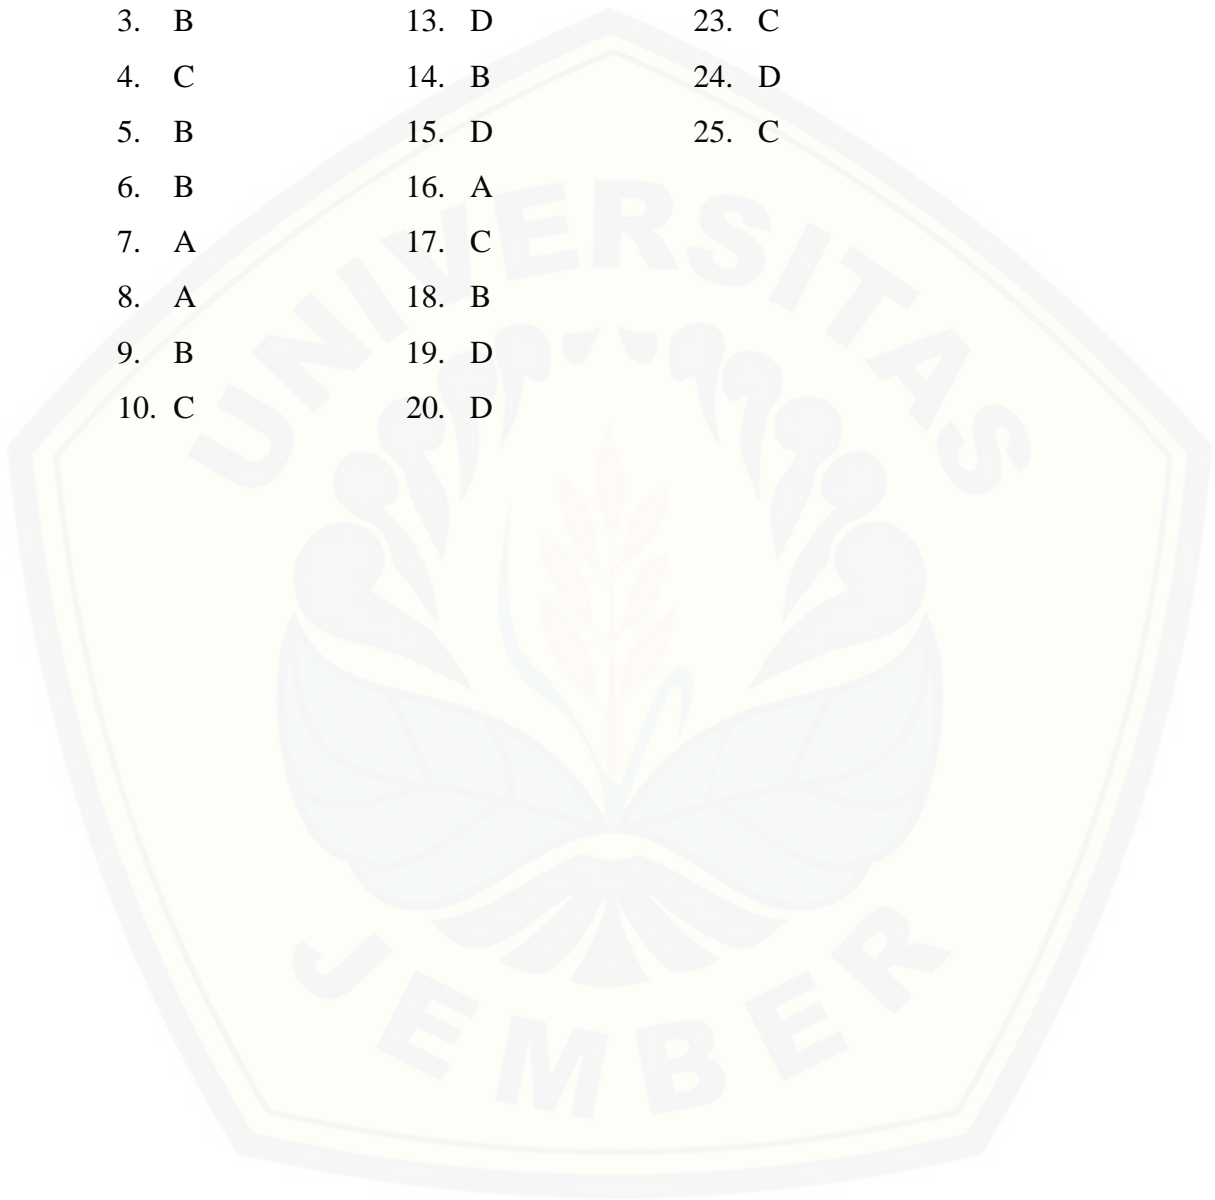 3. B 13. D 23. C
4. C 14. B 24. D
5. B 15. D 25. C
6. B 16. A
7. A 17. C
8. A 18. B
9. B 19. D
10. C 20. D
UNIVERSITAS
JEMBER